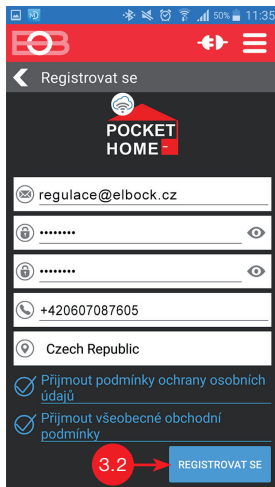 50% 11:35
EOB
Registrovat se
POCKET
HOME
regulace@elbock.cz
••••••••
••••••••
+420607087605
Czech Republic
Přijmout podmínky ochrany osobních
údajů
Přijmout všeobecné obchodní
podmínky
3.2
REGISTROVAT SE